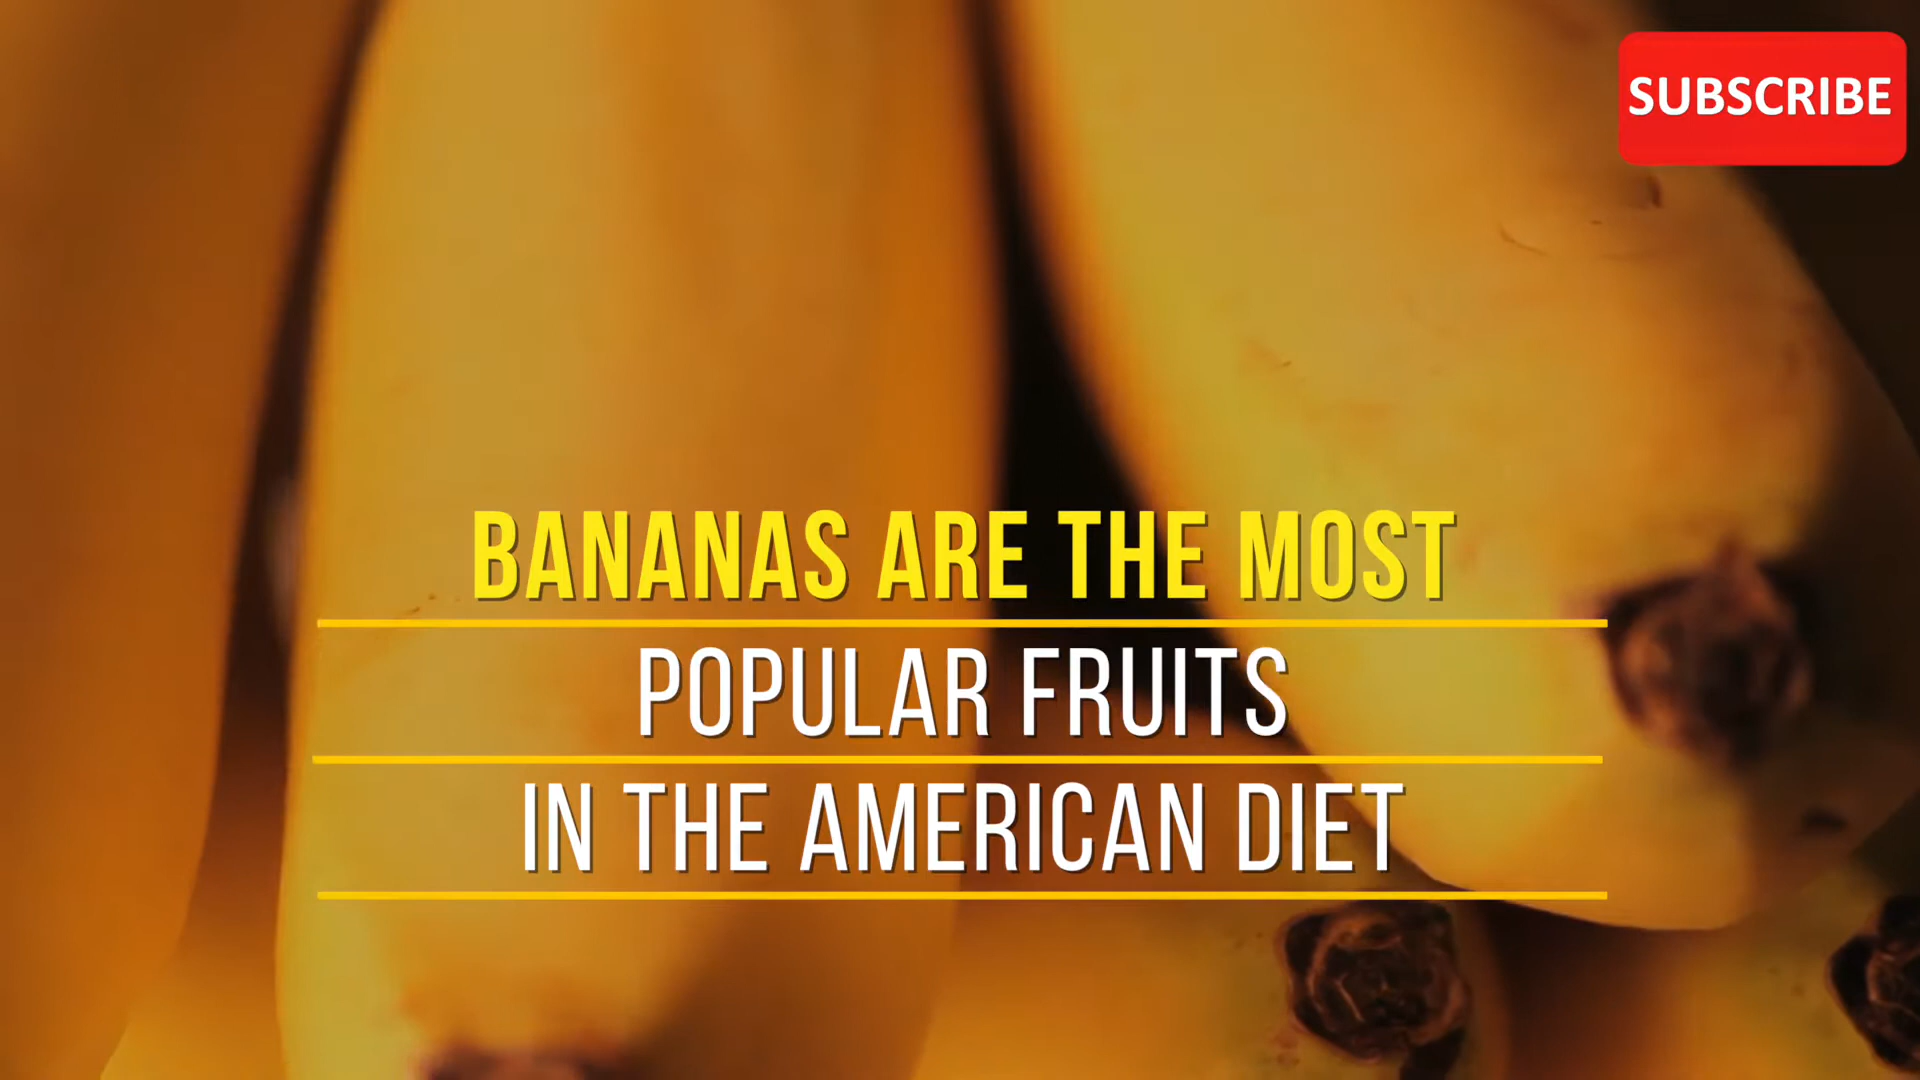 SUBSCRIBE
BANANAS ARE THE MOST
POPULAR FRUITS
IN THE AMERICAN DIET